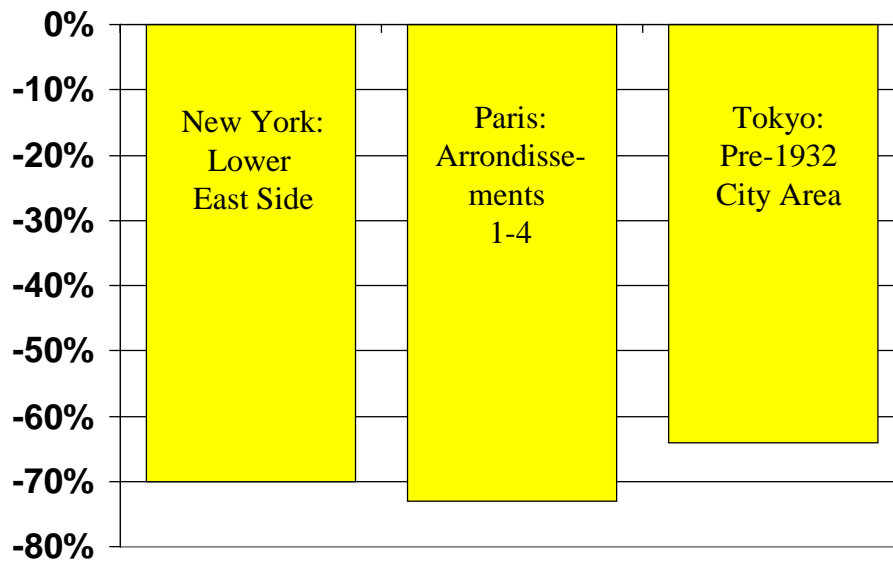 0%
-10%
-20%
-30%
-40%
-50%
-60%
-70%
-80%
New York:
Lower
East Side
Paris:
Arrondisse-
ments
1-4
Tokyo:
Pre-1932
City Area